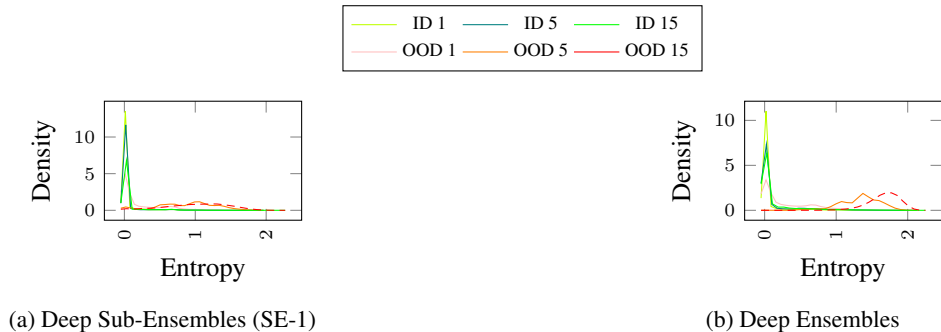 ID 1 ID 5 ID 15
OOD 1 OOD 5 OOD 15
Density
10
5
0
0 1 2
Entropy
(a) Deep Sub-Ensembles (SE-1)
Density
10
5
0
0 1 2
Entropy
(b) Deep Ensembles